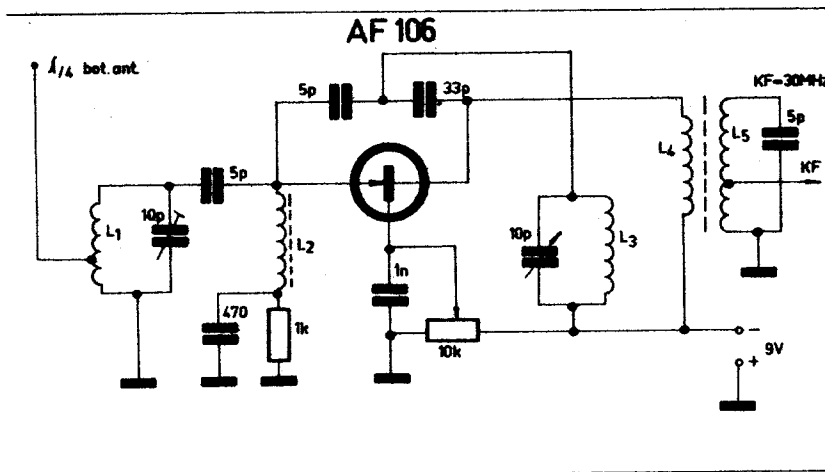 AF 106
λ/4 bot.ant.
5p
33p
KF-30MHz
5p
KF
L4
L5
5p
10p
L1
L2
10p
L3
1n
470
1k
10k
-
9V
+